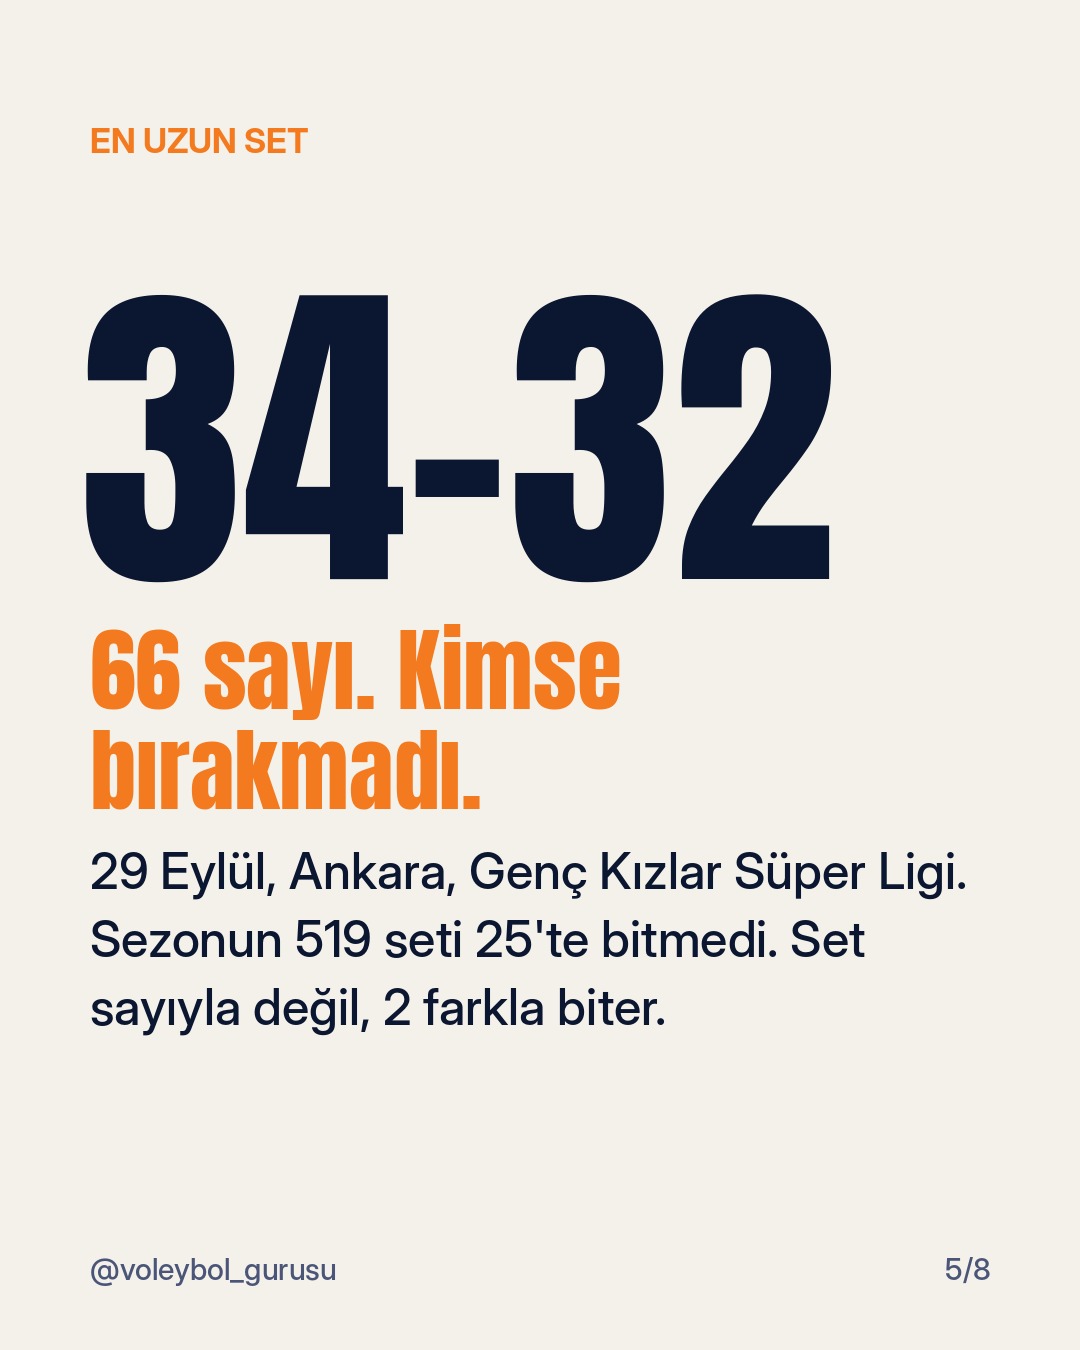 EN UZUN SET
34-32
66 sayı. Kimse
bırakmadı.
29 Eylül, Ankara, Genç Kızlar Süper Ligi.
Sezonun 519 seti 25'te bitmedi. Set
sayıyla değil, 2 farkla biter.
@voleybol_gurusu
5/8